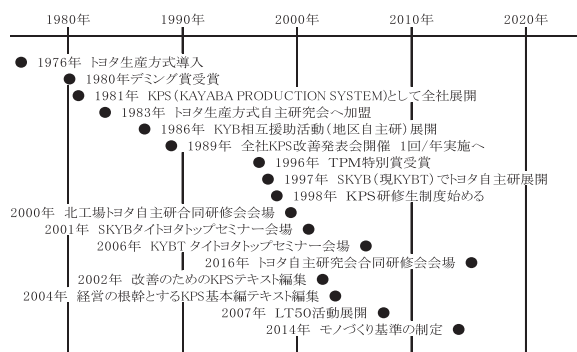 1980年 1990年 2000年 2010年 2020年
1976年 トヨタ生産方式導入
1980年デミング賞受賞
1981年 KPS(KAYABA PRODUCTION SYSTEM)として全社展開
1983年 トヨタ生産方式自主研究会へ加盟
1986年 KYB相互援助活動(地区自主研)展開
1989年 全社KPS改善発表会開催 1回/年実施へ
1996年 TPM特別賞受賞
1997年 SKYB(現KYBT)でトヨタ自主研展開
1998年 KPS研修生制度始める
2000年 北工場トヨタ自主研合同研修会会場
2001年 SKYBタイトヨタトップセミナー会場
2006年 KYBT タイトヨタトップセミナー会場
2016年 トヨタ自主研究会合同研修会会場
2002年 改善のためのKPSテキスト編集
2004年 経営の根幹とするKPS基本編テキスト編集
2007年 LT50活動展開
2014年 モノづくり基準の制定